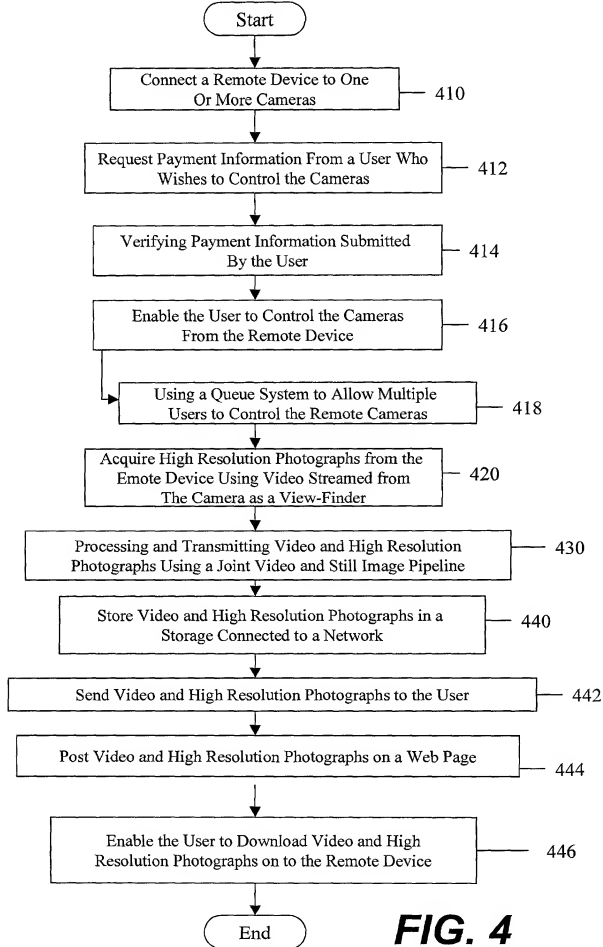 Start
Connect a Remote Device to One
Or More Cameras
410
Request Payment Information From a User Who
Wishes to Control the Cameras
412
Verifying Payment Information Submitted
By the User
414
Enable the User to Control the Cameras
From the Remote Device
416
Using a Queue System to Allow Multiple
Users to Control the Remote Cameras
418
Acquire High Resolution Photographs from the
Emote Device Using Video Streamed from
The Camera as a View-Finder
420
Processing and Transmitting Video and High Resolution
Photographs Using a Joint Video and Still Image Pipeline
430
Store Video and High Resolution Photographs in a
Storage Connected to a Network
440
Send Video and High Resolution Photographs to the User
442
Post Video and High Resolution Photographs on a Web Page
444
Enable the User to Download Video and High
Resolution Photographs on to the Remote Device
446
End
FIG. 4